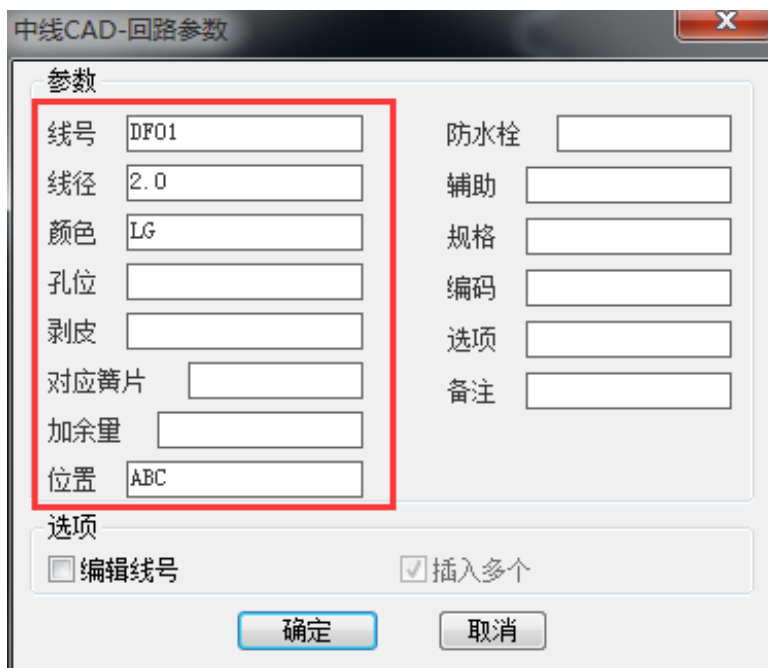 中线CAD-回路参数
参数
线号 DF01
线径 2.0
颜色 LG
孔位
剥皮
对应簧片
加余量
位置 ABC
防水栓
辅助
规格
编码
选项
备注
选项
编辑线号
插入多个
确定
取消